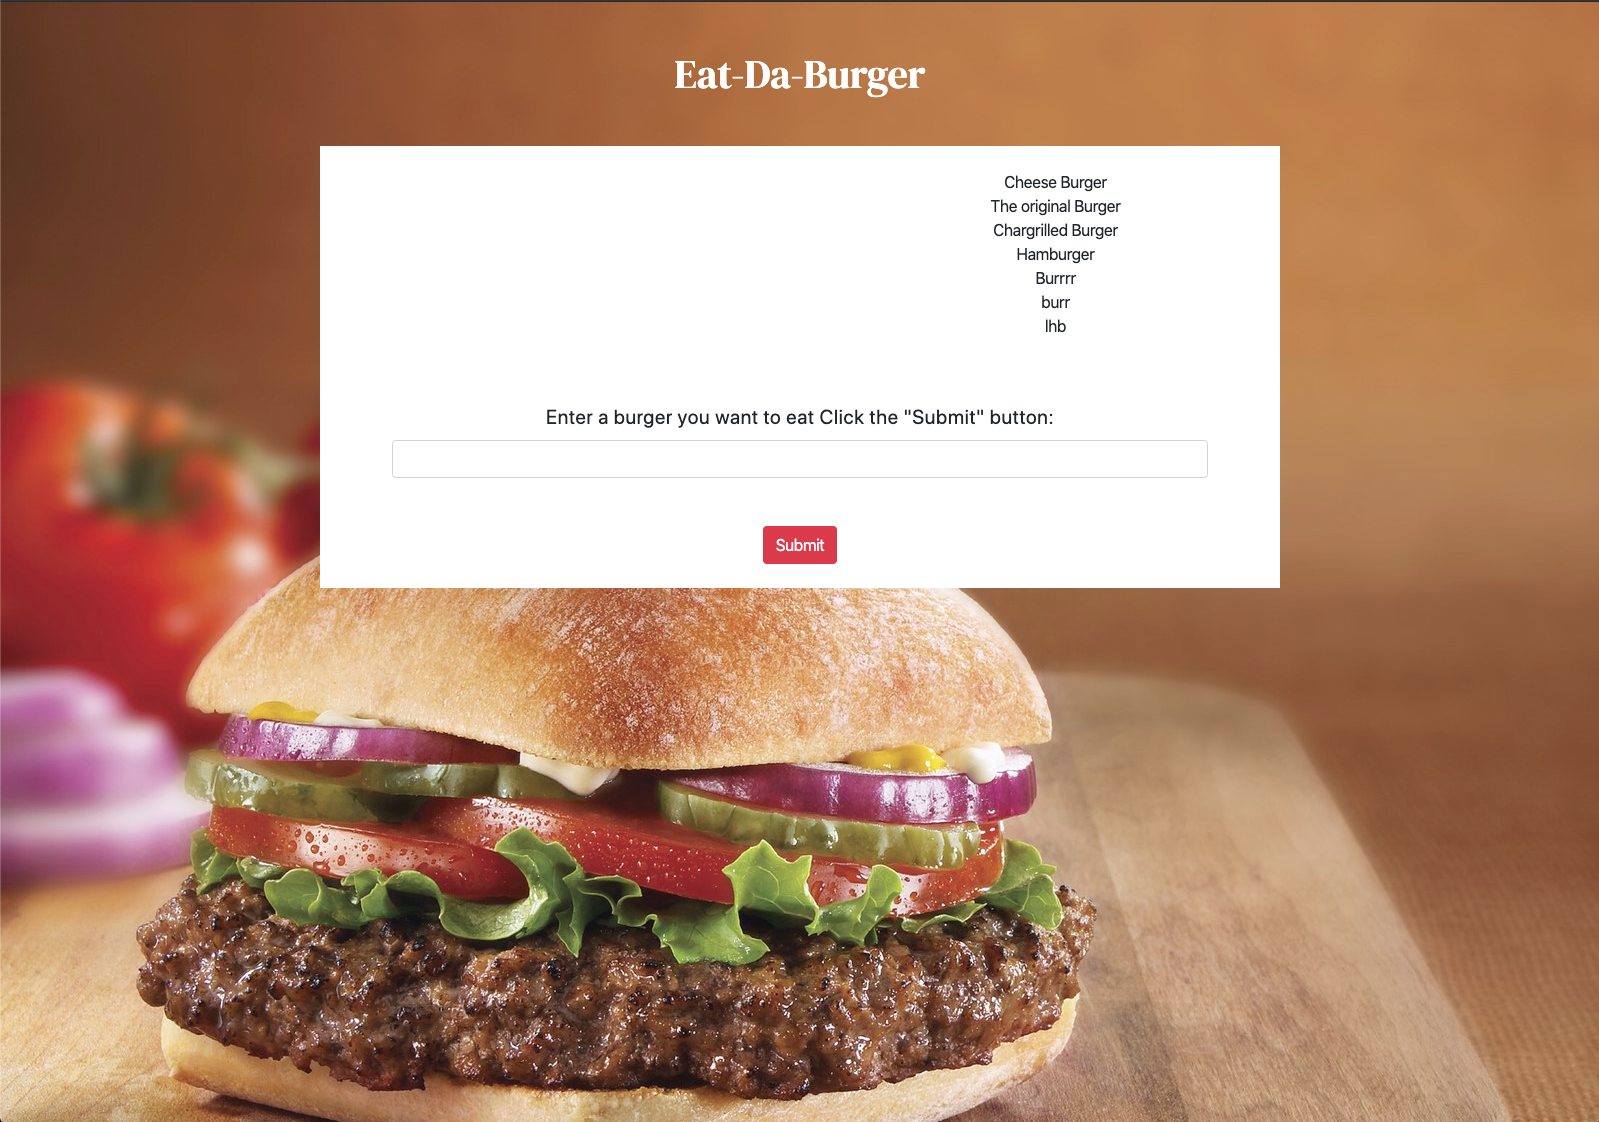 Eat-Da-Burger
Cheese Burger
The original Burger
Chargrilled Burger
Hamburger
Burrrr
burr
lhb
Enter a burger you want to eat Click the "Submit" button:
Submit